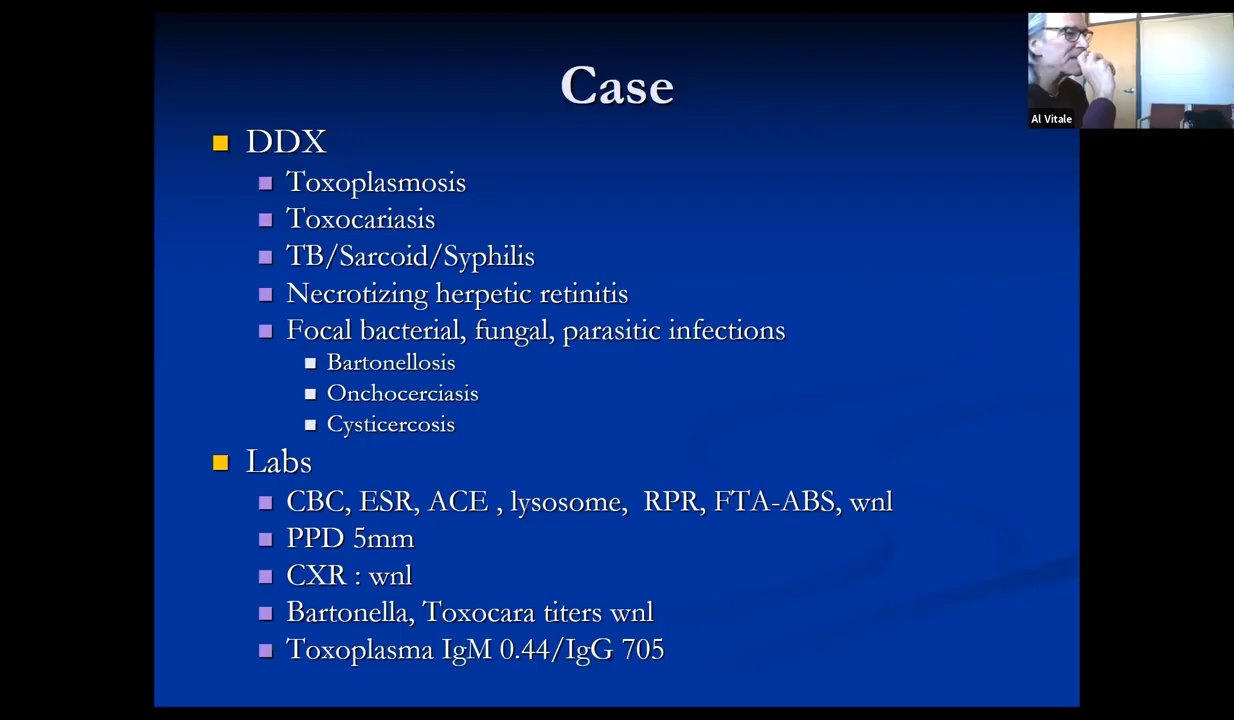 Case
DDX
Toxoplasmosis
Toxocariasis
TB/Sarcoid/Syphilis
Necrotizing herpetic retinitis
Focal bacterial, fungal, parasitic infections
Bartonellosis
Onchocerciasis
Cysticercosis
Labs
CBC, ESR, ACE , lysosome, RPR, FTA-ABS, wnl
PPD 5mm
CXR : wnl
Bartonella, Toxocara titers wnl
Toxoplasma IgM 0.44/IgG 705
Al Vitale